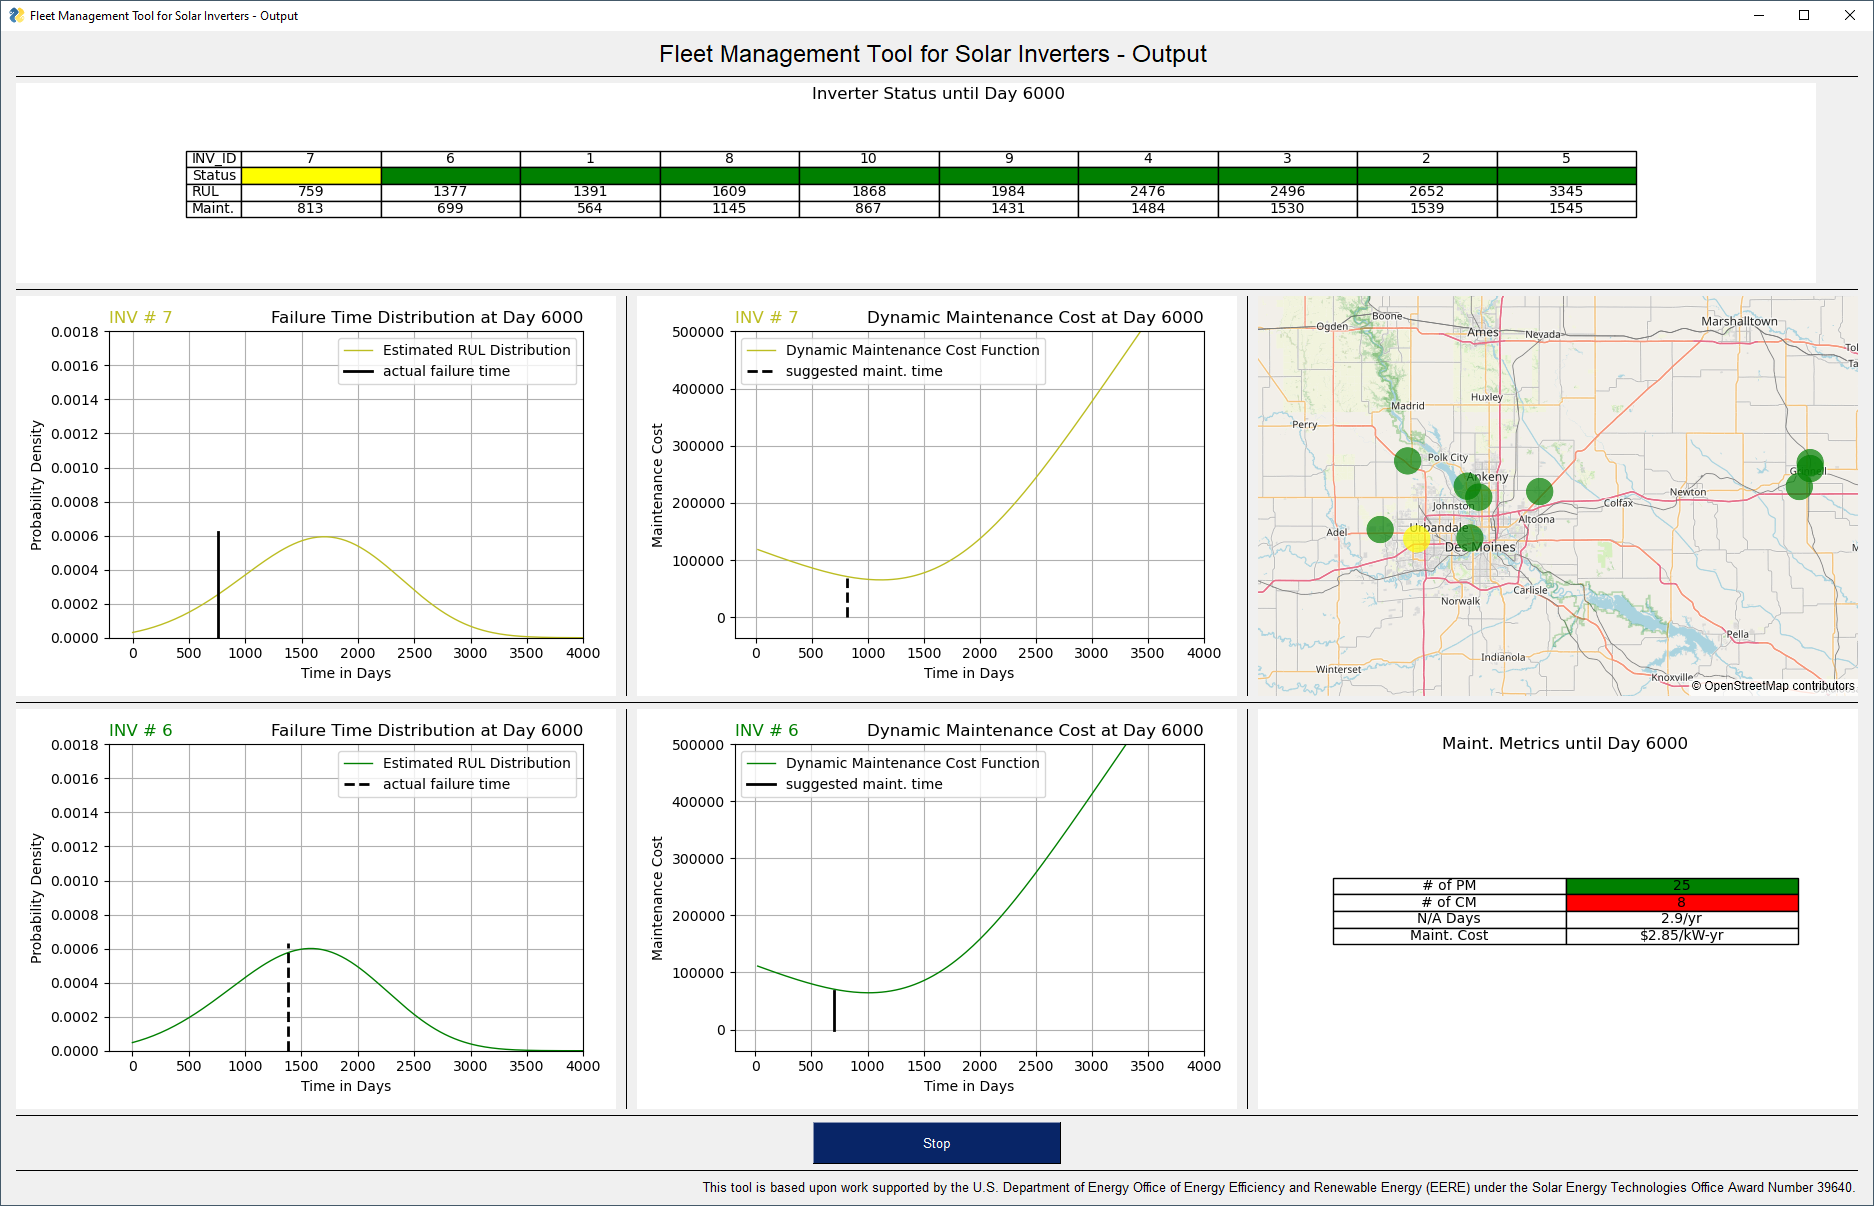 Fleet Management Tool for Solar Inverters - Output
Fleet Management Tool for Solar Inverters - Output
Inverter Status until Day 6000
INV_ID 7 6 1 8 10 9 4 3 2 5
Status
RUL 759 1377 1391 1609 1868 1984 2476 2496 2652 3345
Maint. 813 699 564 1145 867 1431 1484 1530 1539 1545
INV # 7 Failure Time Distribution at Day 6000
0.0018
0.0016
0.0014
0.0012
0.0010
0.0008
0.0006
0.0004
0.0002
0.0000
Probability Density
Estimated RUL Distribution
actual failure time
0 500 1000 1500 2000 2500 3000 3500 4000
Time in Days
INV # 7 Dynamic Maintenance Cost at Day 6000
500000
400000
300000
200000
100000
0
Maintenance Cost
Dynamic Maintenance Cost Function
suggested maint. time
0 500 1000 1500 2000 2500 3000 3500 4000
Time in Days
Boone
Ogden
Ames
Nevada
Marshalltown
Tol
Ta
Huxley
Madrid
Perry
Polk City
Ankeny
Newton
Johnston
Colfax
Altoona
Urbandale
Adel
Des Moines
M
Carlisle
Norwalk
Pella
Indianola
Winterset
Knoxville
© OpenStreetMap contributors
INV # 6 Failure Time Distribution at Day 6000
0.0018
0.0016
0.0014
0.0012
0.0010
0.0008
0.0006
0.0004
0.0002
0.0000
Probability Density
Estimated RUL Distribution
actual failure time
0 500 1000 1500 2000 2500 3000 3500 4000
Time in Days
INV # 6 Dynamic Maintenance Cost at Day 6000
500000
400000
300000
200000
100000
0
Maintenance Cost
Dynamic Maintenance Cost Function
suggested maint. time
0 500 1000 1500 2000 2500 3000 3500 4000
Time in Days
Maint. Metrics until Day 6000
# of PM 25
# of CM 8
N/A Days 2.9/yr
Maint. Cost $2.85/kW-yr
Stop
This tool is based upon work supported by the U.S. Department of Energy Office of Energy Efficiency and Renewable Energy (EERE) under the Solar Energy Technologies Office Award Number 39640.